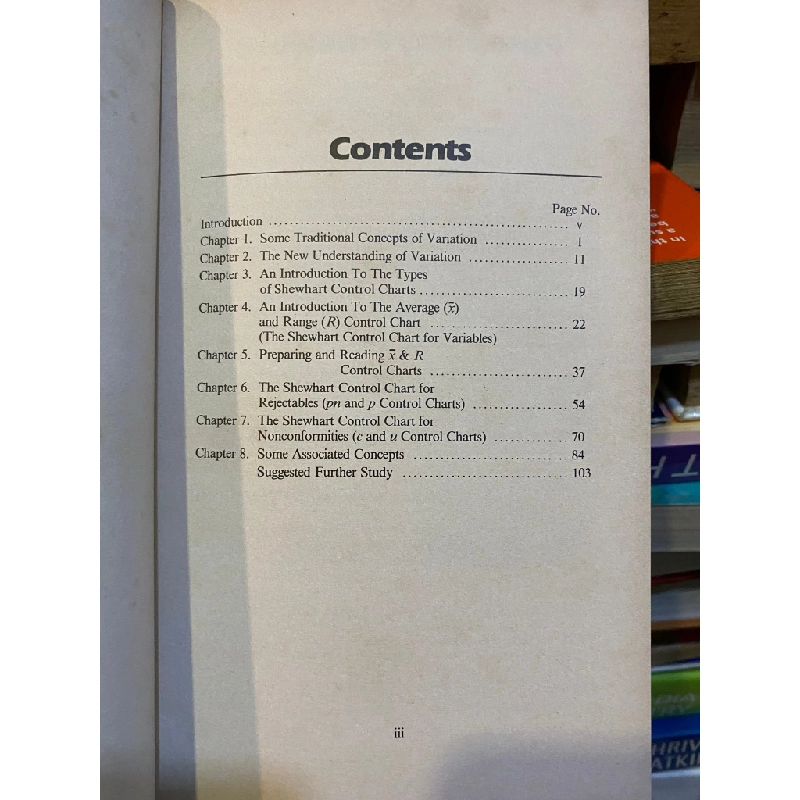 Contents
Page No.
Introduction .......................................................... v
Chapter 1. Some Traditional Concepts of Variation ............... 1
Chapter 2. The New Understanding of Variation .................. 11
Chapter 3. An Introduction To The Types
of Shewhart Control Charts ........................... 19
Chapter 4. An Introduction To The Average (x̄)
and Range (R) Control Chart ......................... 22
(The Shewhart Control Chart for Variables)
Chapter 5. Preparing and Reading x̄ & R
Control Charts ......................... 37
Chapter 6. The Shewhart Control Chart for
Rejectables (pn and p Control Charts) ................. 54
Chapter 7. The Shewhart Control Chart for
Nonconformities (c and u Control Charts) .............. 70
Chapter 8. Some Associated Concepts ............................ 84
Suggested Further Study .............................. 103
iii